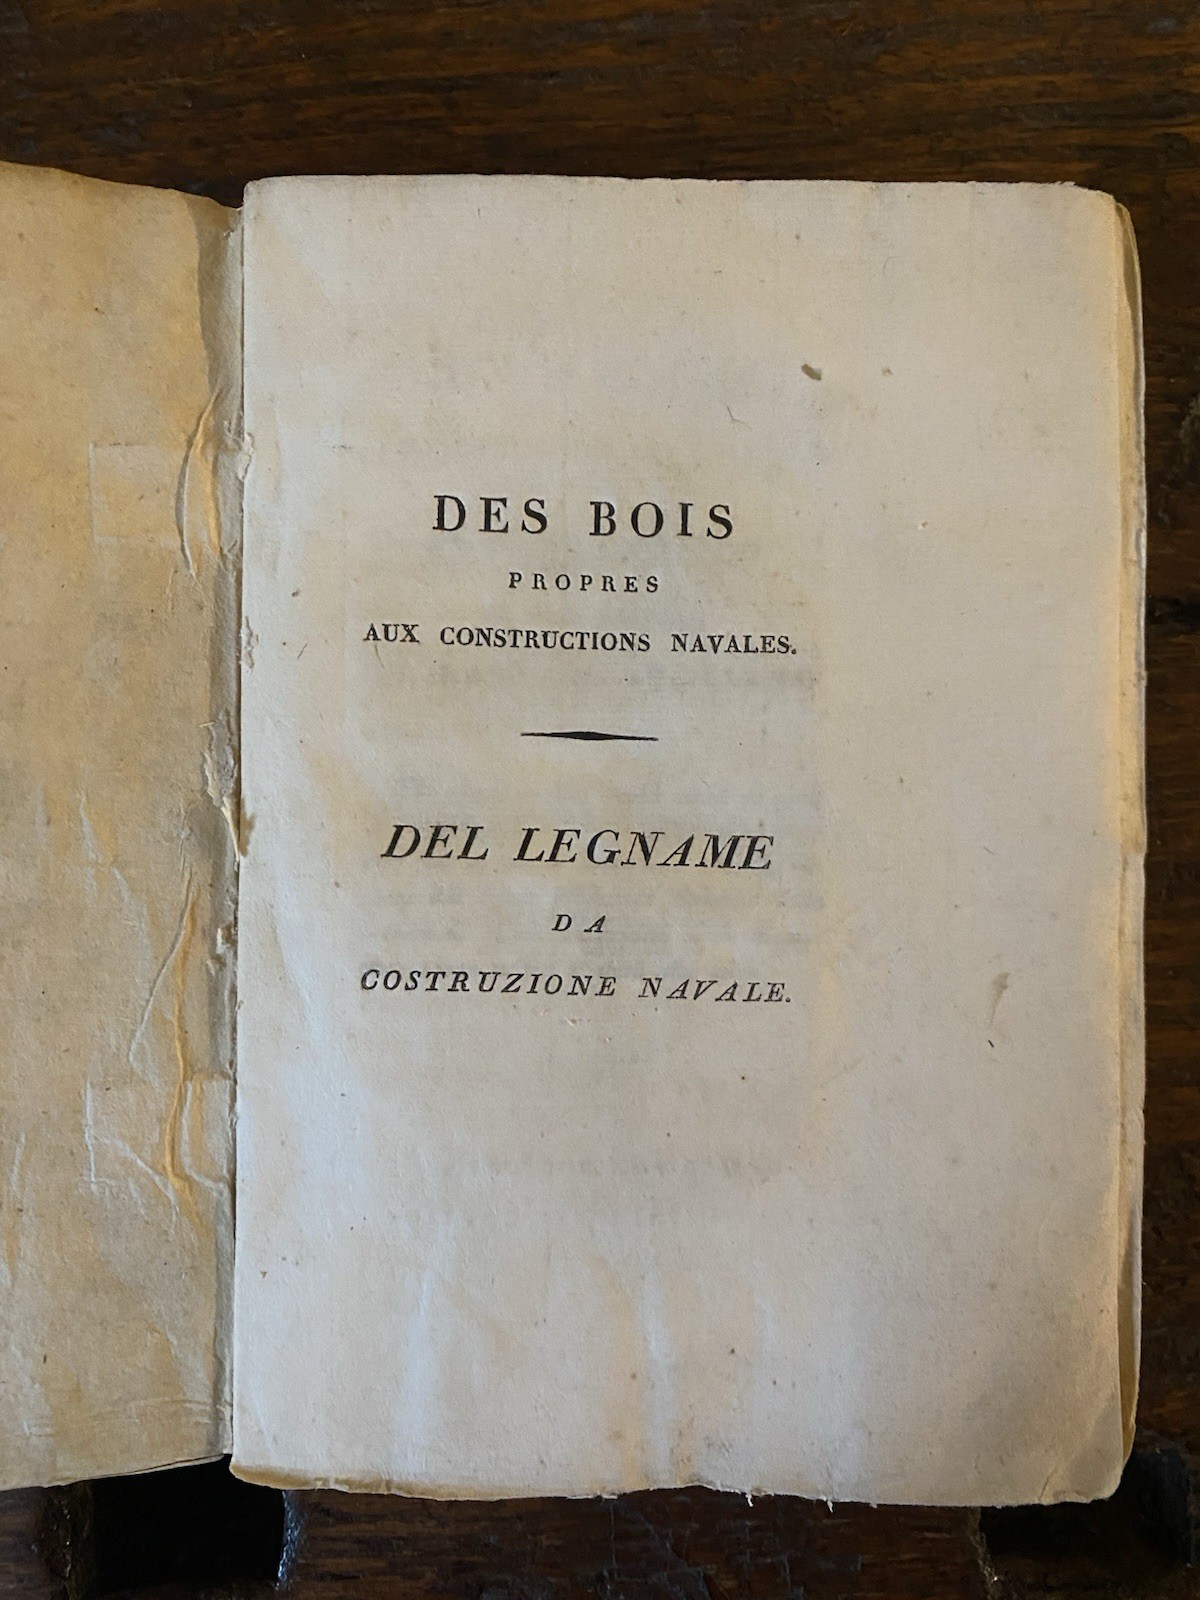 DES BOIS
PROPRES
AUX CONSTRUCTIONS NAVALES.
DEL LEGNAME
DA
COSTRUZIONE NAVALE.